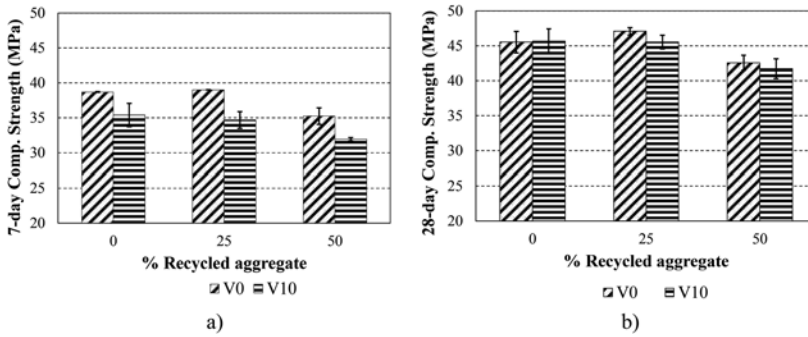 7-day Comp. Strength (MPa)
50
45
40
35
30
25
20
0 25 50
% Recycled aggregate
V0 V10
a)
28-day Comp. Strength (MPa)
50
45
40
35
30
25
20
0 25 50
% Recycled aggregate
V0 V10
b)